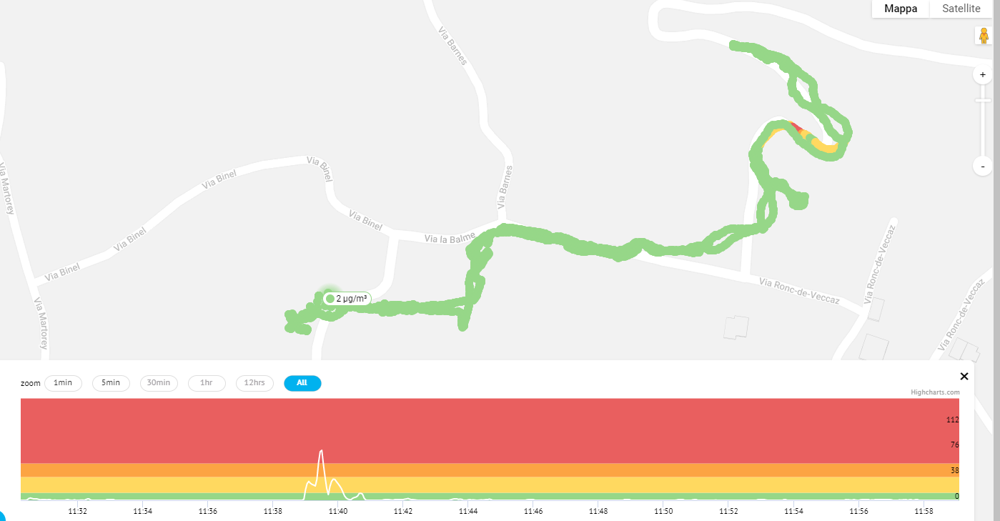 Mappa
Satellite
Via Barnes
+
-
Via Martorey
Via Binel
Via Binel
Via Binel
Via Binel
Via Binel
Via Barnes
Via la Balme
Via Martorey
2 µg/m³
Via Ronc-de-Veccaz
Via Ronc-de-Veccaz
Via Ronc-de-Veccaz
zoom 1min 5min 30min 1hr 12hrs All
Highcharts.com
112
76
38
0
11:32 11:34 11:36 11:38 11:40 11:42 11:44 11:46 11:48 11:50 11:52 11:54 11:56 11:58